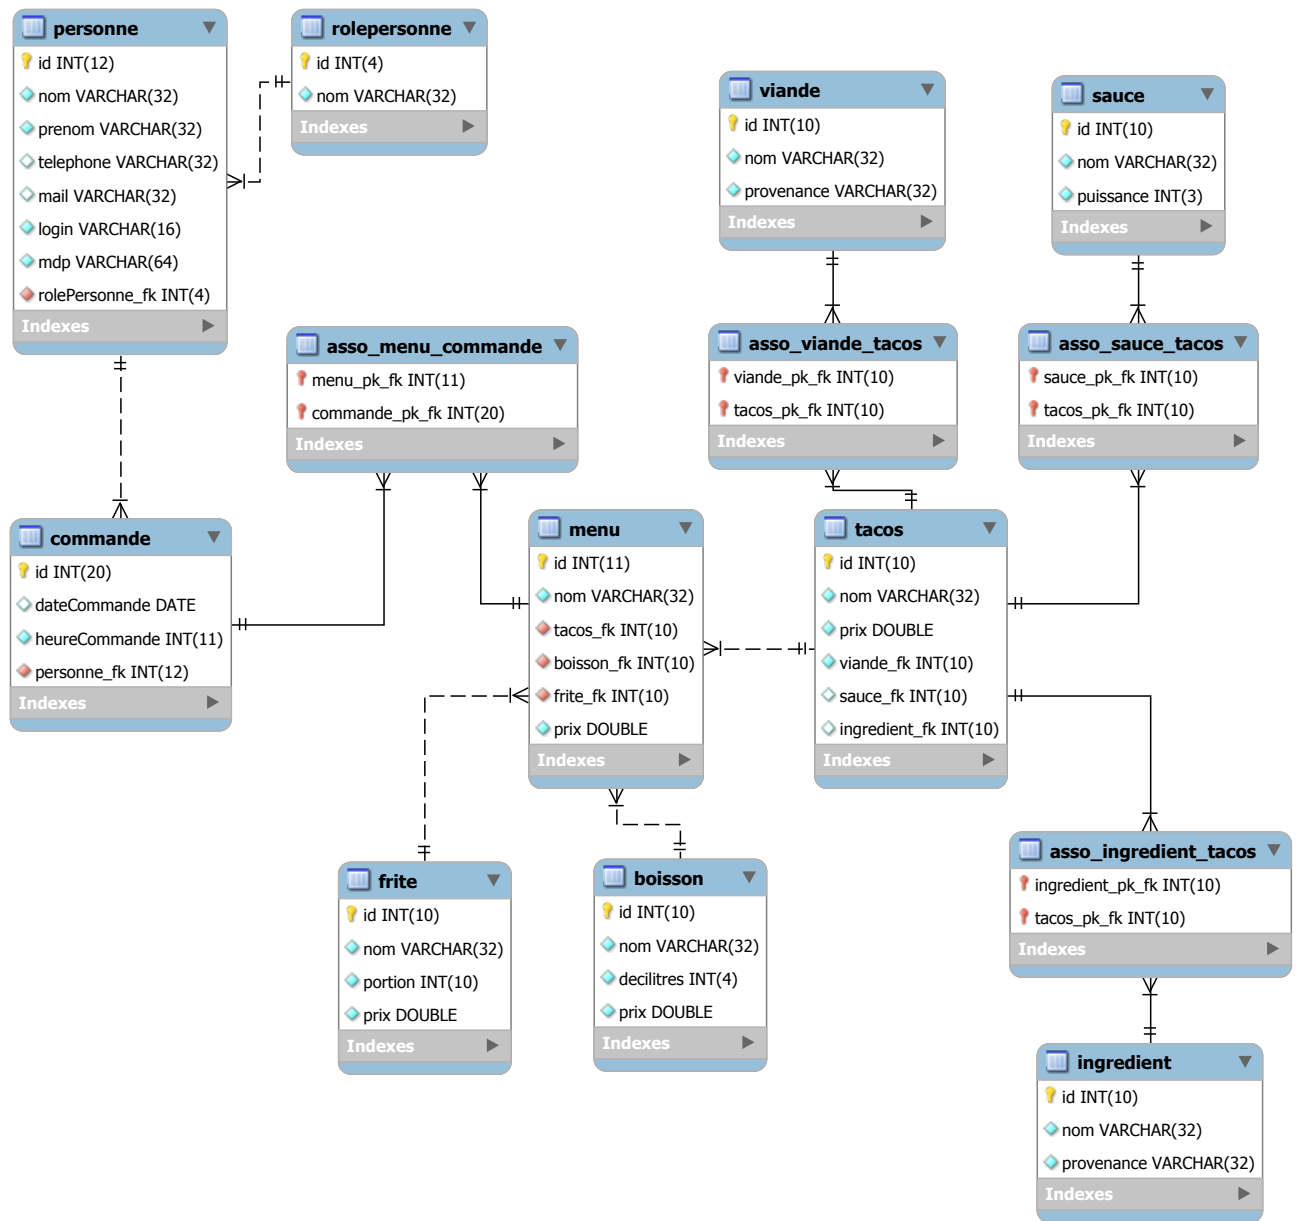 personne
id INT(12)
nom VARCHAR(32)
prenom VARCHAR(32)
telephone VARCHAR(32)
mail VARCHAR(32)
login VARCHAR(16)
mdp VARCHAR(64)
rolePersonne_fk INT(4)
Indexes
rolepersonne
id INT(4)
nom VARCHAR(32)
Indexes
viande
id INT(10)
nom VARCHAR(32)
provenance VARCHAR(32)
Indexes
sauce
id INT(10)
nom VARCHAR(32)
puissance INT(3)
Indexes
asso_menu_commande
menu_pk_fk INT(11)
commande_pk_fk INT(20)
Indexes
asso_viande_tacos
viande_pk_fk INT(10)
tacos_pk_fk INT(10)
Indexes
asso_sauce_tacos
sauce_pk_fk INT(10)
tacos_pk_fk INT(10)
Indexes
commande
id INT(20)
dateCommande DATE
heureCommande INT(11)
personne_fk INT(12)
Indexes
menu
id INT(11)
nom VARCHAR(32)
tacos_fk INT(10)
boisson_fk INT(10)
frite_fk INT(10)
prix DOUBLE
Indexes
tacos
id INT(10)
nom VARCHAR(32)
prix DOUBLE
viande_fk INT(10)
sauce_fk INT(10)
ingredient_fk INT(10)
Indexes
frite
id INT(10)
nom VARCHAR(32)
portion INT(10)
prix DOUBLE
Indexes
boisson
id INT(10)
nom VARCHAR(32)
decilitres INT(4)
prix DOUBLE
Indexes
asso_ingredient_tacos
ingredient_pk_fk INT(10)
tacos_pk_fk INT(10)
Indexes
ingredient
id INT(10)
nom VARCHAR(32)
provenance VARCHAR(32)
Indexes